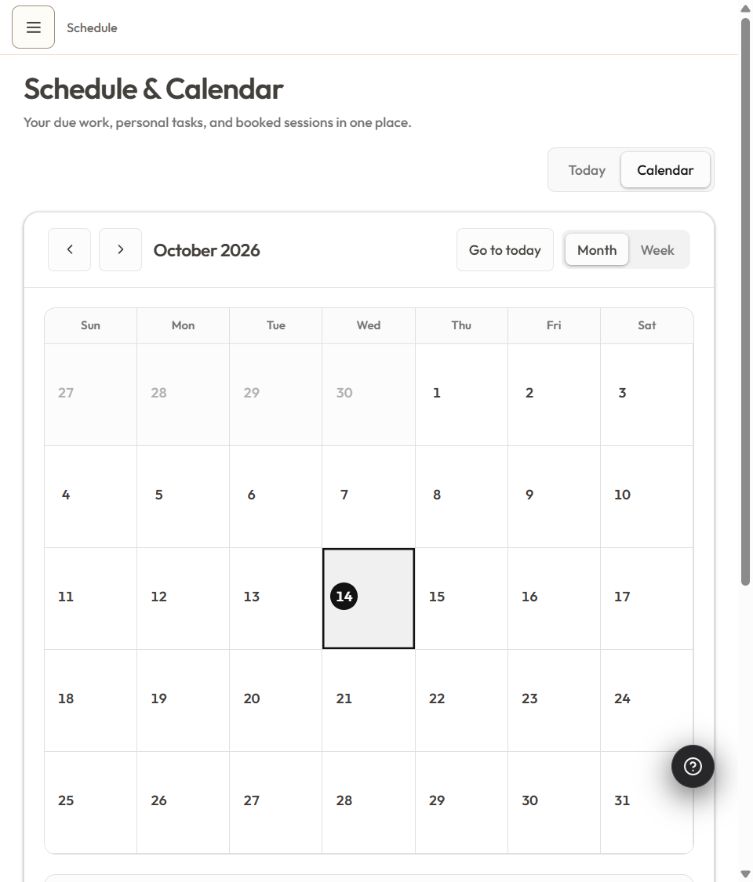 Schedule
Schedule & Calendar
Your due work, personal tasks, and booked sessions in one place.
Today Calendar
October 2026 Go to today Month Week
Sun Mon Tue Wed Thu Fri Sat
27 28 29 30 1 2 3
4 5 6 7 8 9 10
11 12 13 14 15 16 17
18 19 20 21 22 23 24
25 26 27 28 29 30 31